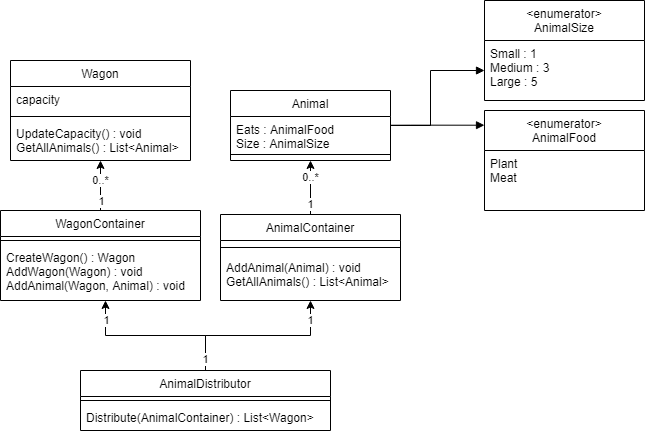 <enumerator>
AnimalSize
Small : 1
Medium : 3
Large : 5
Wagon
capacity
UpdateCapacity() : void
GetAllAnimals() : List<Animal>
Animal
Eats : AnimalFood
Size : AnimalSize
<enumerator>
AnimalFood
Plant
Meat
0..*
1
0..*
1
WagonContainer
CreateWagon() : Wagon
AddWagon(Wagon) : void
AddAnimal(Wagon, Animal) : void
AnimalContainer
AddAnimal(Animal) : void
GetAllAnimals() : List<Animal>
1
1
1
AnimalDistributor
Distribute(AnimalContainer) : List<Wagon>